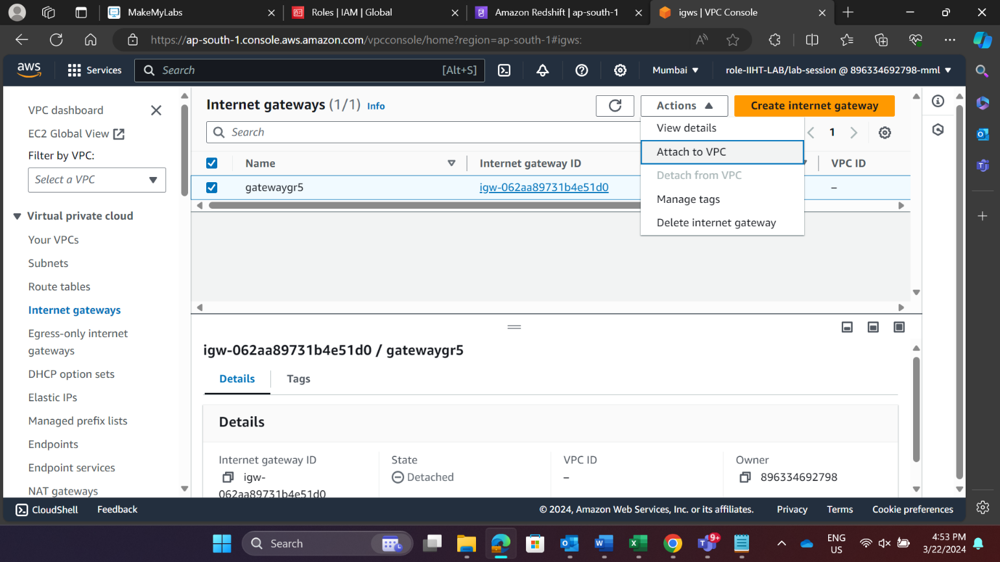 MakeMyLabs
Roles | IAM | Global
Amazon Redshift | ap-south-1
igws | VPC Console
https://ap-south-1.console.aws.amazon.com/vpcconsole/home?region=ap-south-1#igws:
aws
Services
Search
[Alt+S]
Mumbai
role-IIHT-LAB/lab-session @ 896334692798-mml
VPC dashboard
EC2 Global View
Filter by VPC:
Select a VPC
Virtual private cloud
Your VPCs
Subnets
Route tables
Internet gateways
Egress-only internet
gateways
DHCP option sets
Elastic IPs
Managed prefix lists
Endpoints
Endpoint services
NAT gateways
Internet gateways (1/1) Info
Actions
Create internet gateway
Search
1
View details
Attach to VPC
Detach from VPC
Manage tags
Delete internet gateway
Name
Internet gateway ID
VPC ID
gatewaygr5
igw-062aa89731b4e51d0
–
igw-062aa89731b4e51d0 / gatewaygr5
Details
Tags
Details
Internet gateway ID
igw-
062aa89731b4e51d0
State
Detached
VPC ID
–
Owner
896334692798
CloudShell
Feedback
© 2024, Amazon Web Services, Inc. or its affiliates.
Privacy
Terms
Cookie preferences
Search
9+
ENG
US
4:53 PM
3/22/2024